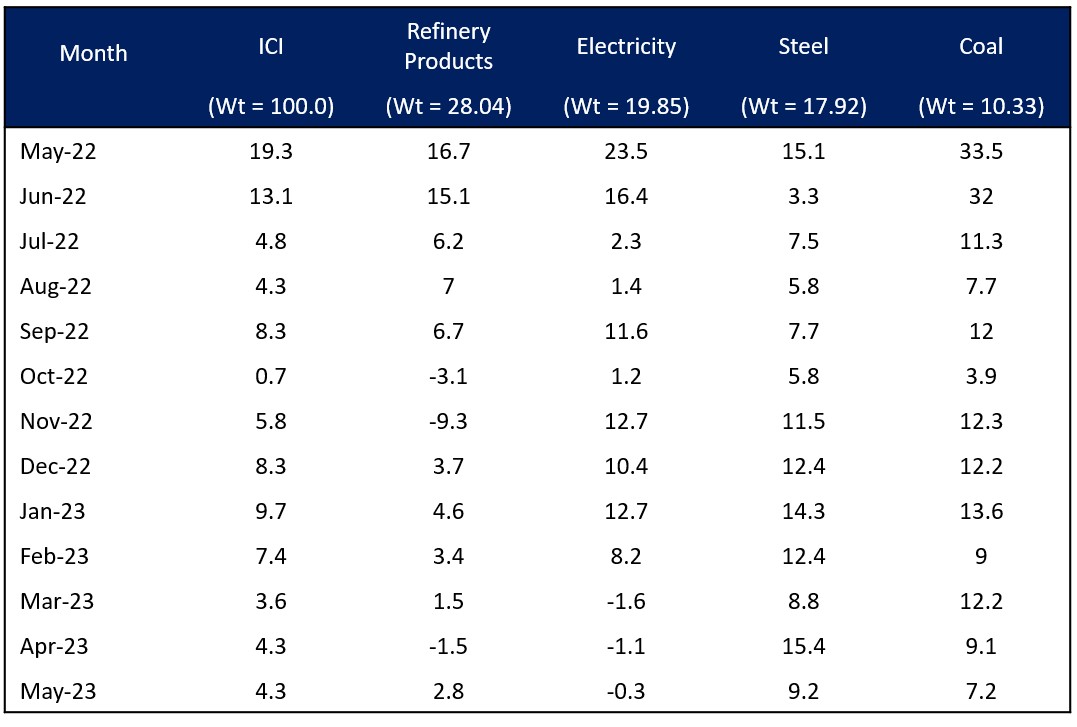 Month ICI Refinery Products Electricity Steel Coal
(Wt = 100.0) (Wt = 28.04) (Wt = 19.85) (Wt = 17.92) (Wt = 10.33)
May-22 19.3 16.7 23.5 15.1 33.5
Jun-22 13.1 15.1 16.4 3.3 32
Jul-22 4.8 6.2 2.3 7.5 11.3
Aug-22 4.3 7 1.4 5.8 7.7
Sep-22 8.3 6.7 11.6 7.7 12
Oct-22 0.7 -3.1 1.2 5.8 3.9
Nov-22 5.8 -9.3 12.7 11.5 12.3
Dec-22 8.3 3.7 10.4 12.4 12.2
Jan-23 9.7 4.6 12.7 14.3 13.6
Feb-23 7.4 3.4 8.2 12.4 9
Mar-23 3.6 1.5 -1.6 8.8 12.2
Apr-23 4.3 -1.5 -1.1 15.4 9.1
May-23 4.3 2.8 -0.3 9.2 7.2